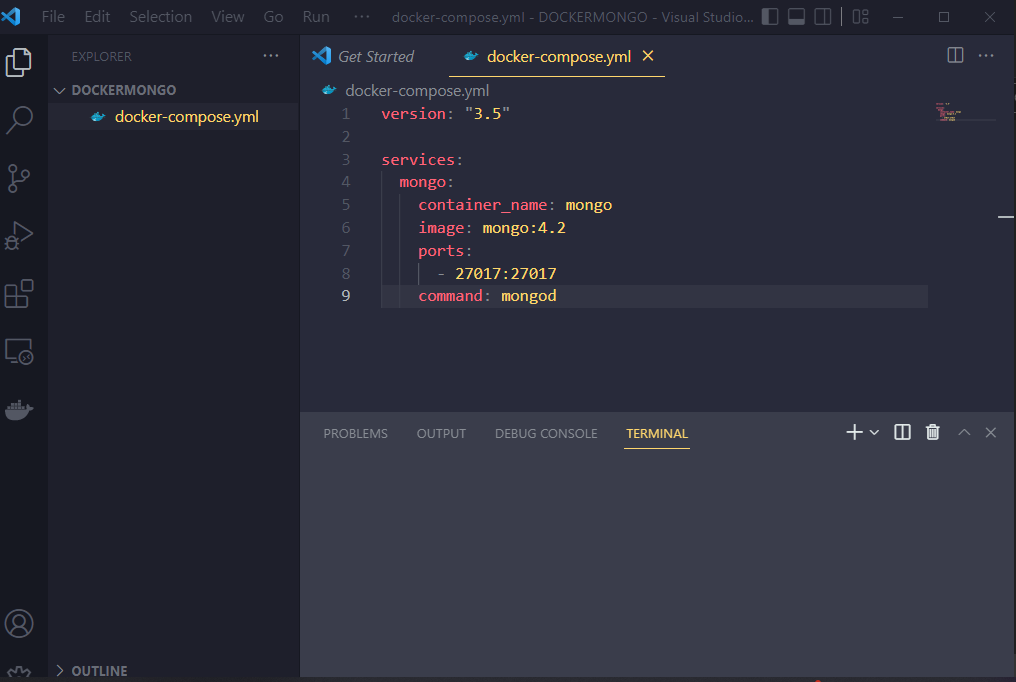 File Edit Selection View Go Run ··· docker-compose.yml - DOCKERMONGO - Visual Studio...
EXPLORER ···
DOCKERMONGO
docker-compose.yml
OUTLINE
Get Started docker-compose.yml
docker-compose.yml
1 version: "3.5"
2
3 services:
4 mongo:
5 container_name: mongo
6 image: mongo:4.2
7 ports:
8 - 27017:27017
9 command: mongod
PROBLEMS OUTPUT DEBUG CONSOLE TERMINAL